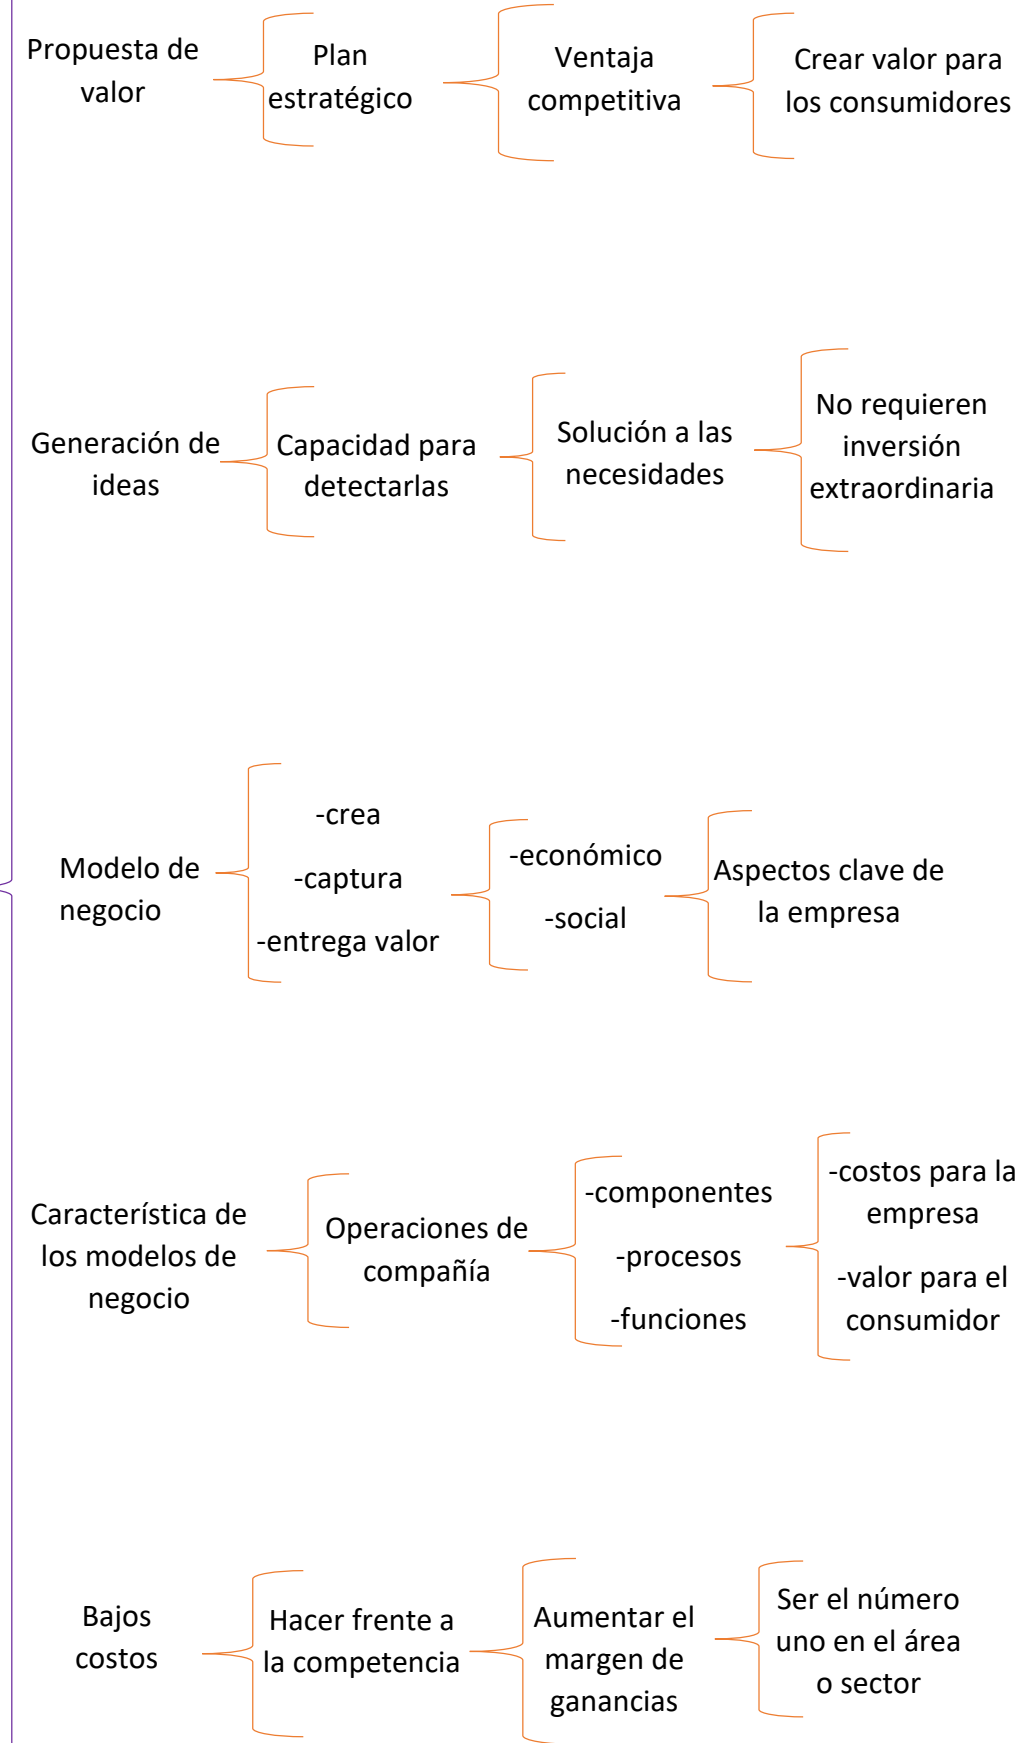 Propuesta de
valor
Plan
estratégico
Ventaja
competitiva
Crear valor para
los consumidores
Generación de
ideas
Capacidad para
detectarlas
Solución a las
necesidades
No requieren
inversión
extraordinaria
Modelo de
negocio
-crea
-captura
-entrega valor
-económico
-social
Aspectos clave de
la empresa
Característica de
los modelos de
negocio
Operaciones de
compañía
-componentes
-procesos
-funciones
-costos para la
empresa
-valor para el
consumidor
Bajos
costos
Hacer frente a
la competencia
Aumentar el
margen de
ganancias
Ser el número
uno en el área
o sector